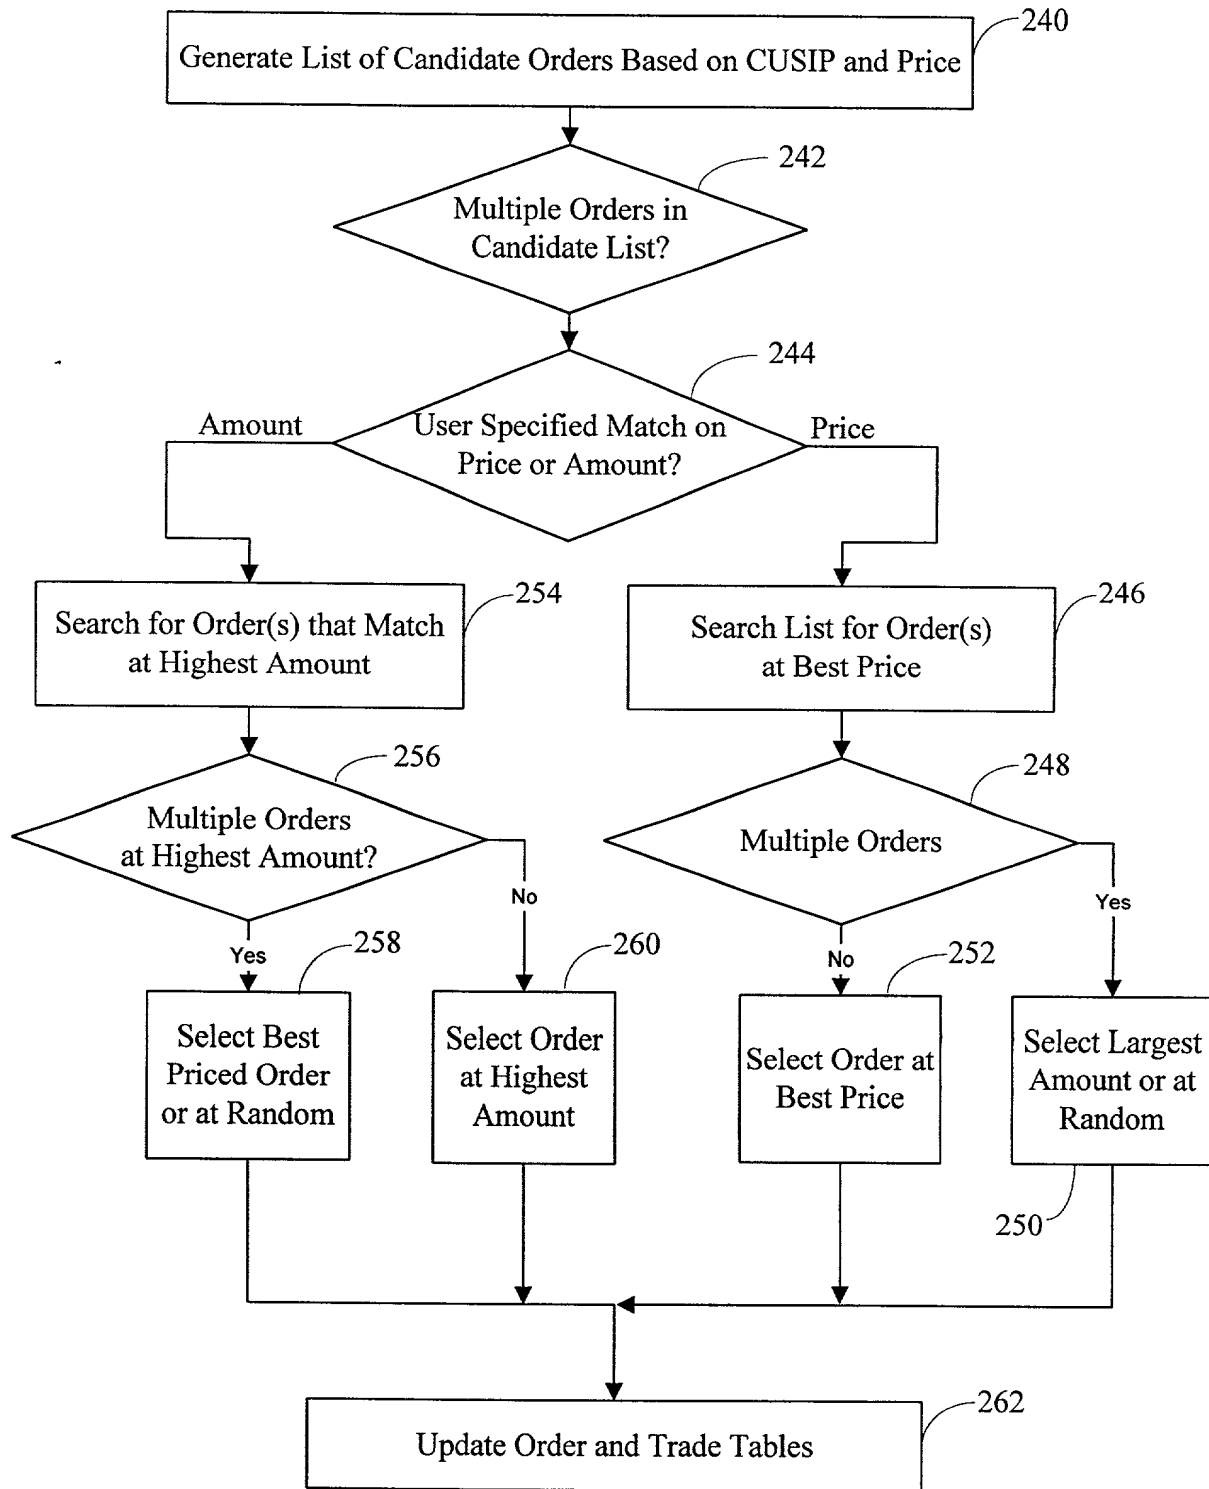 240
Generate List of Candidate Orders Based on CUSIP and Price
242
Multiple Orders in
Candidate List?
244
Amount
User Specified Match on
Price or Amount?
Price
254
Search for Order(s) that Match
at Highest Amount
246
Search List for Order(s)
at Best Price
256
Multiple Orders
at Highest Amount?
248
Multiple Orders
No
Yes
Yes
No
258
Select Best
Priced Order
or at Random
260
Select Order
at Highest
Amount
252
Select Order at
Best Price
Select Largest
Amount or at
Random
250
262
Update Order and Trade Tables